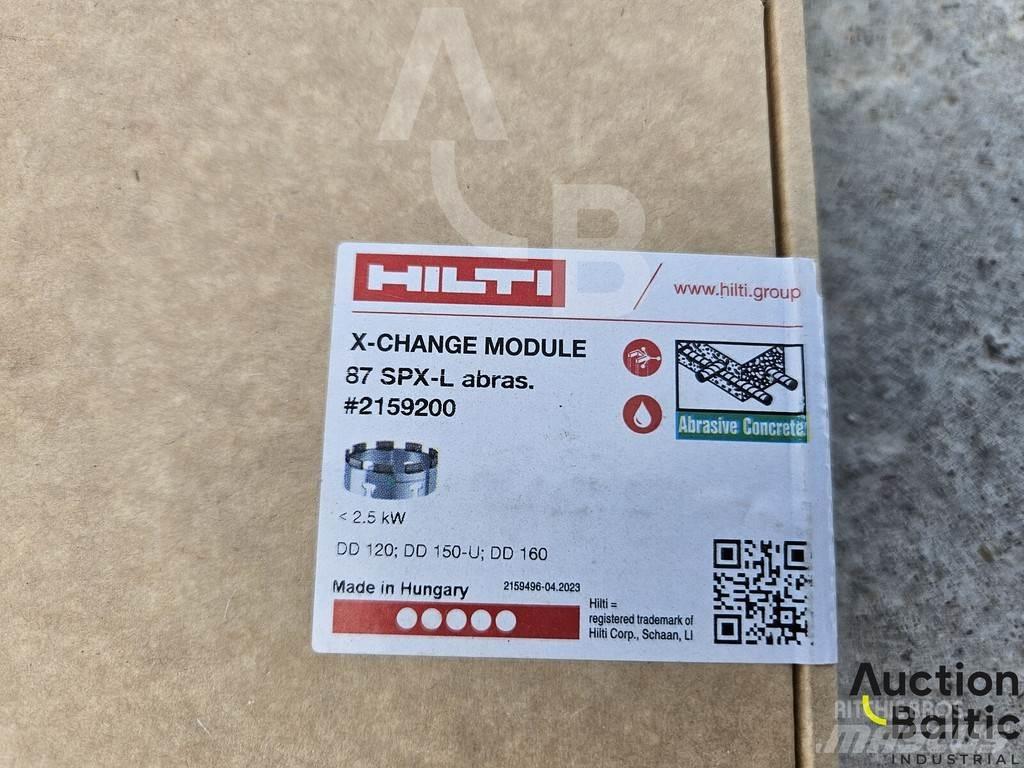 A
B
HILTI
www.hilti.group
X-CHANGE MODULE
87 SPX-L abras.
#2159200
Abrasive Concrete
< 2.5 kW
DD 120; DD 150-U; DD 160
Made in Hungary
2159496-04.2023
Hilti =
registered trademark of
Hilti Corp., Schaan, LI
Auction
Baltic
INDUSTRIAL
RITCHIE BROS